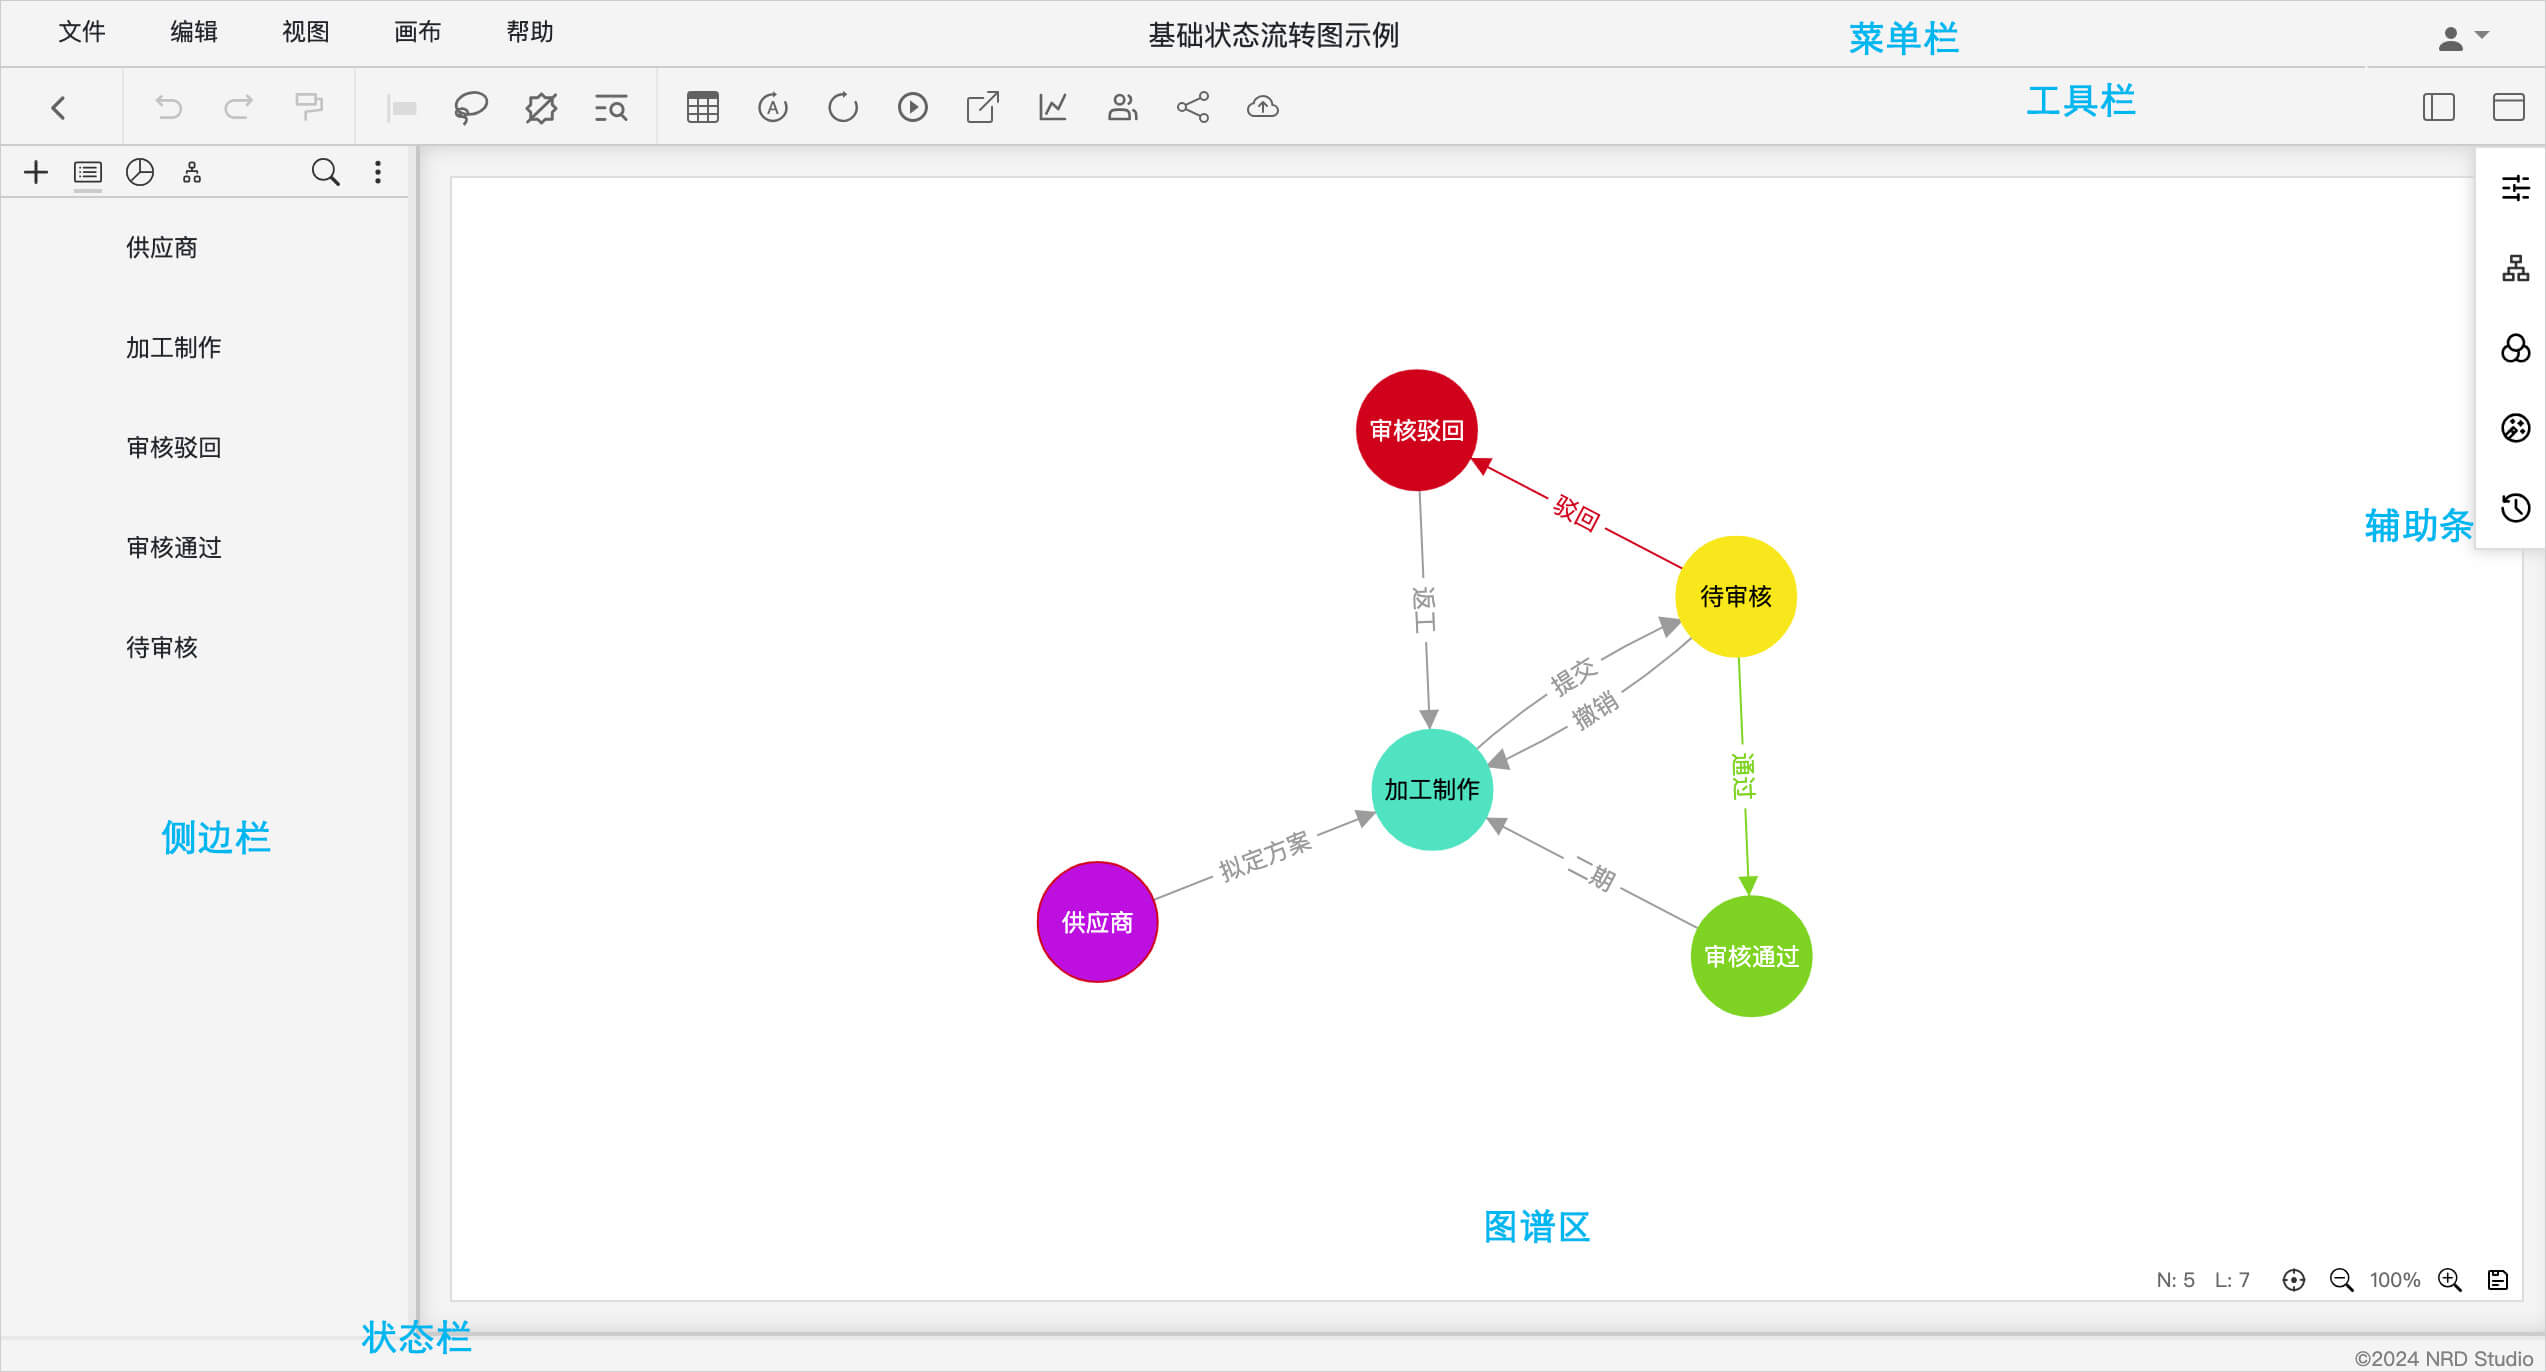 文件 编辑 视图 画布 帮助 基础状态流转图示例 菜单栏
A 工具栏
供应商
加工制作
审核驳回
审核通过
待审核
侧边栏
审核驳回
驳回
辅助条
待审核
返工
提交
撤销
通过
加工制作
拟定方案
二期
供应商
审核通过
图谱区
N: 5 L: 7 100%
状态栏
©2024 NRD Studio